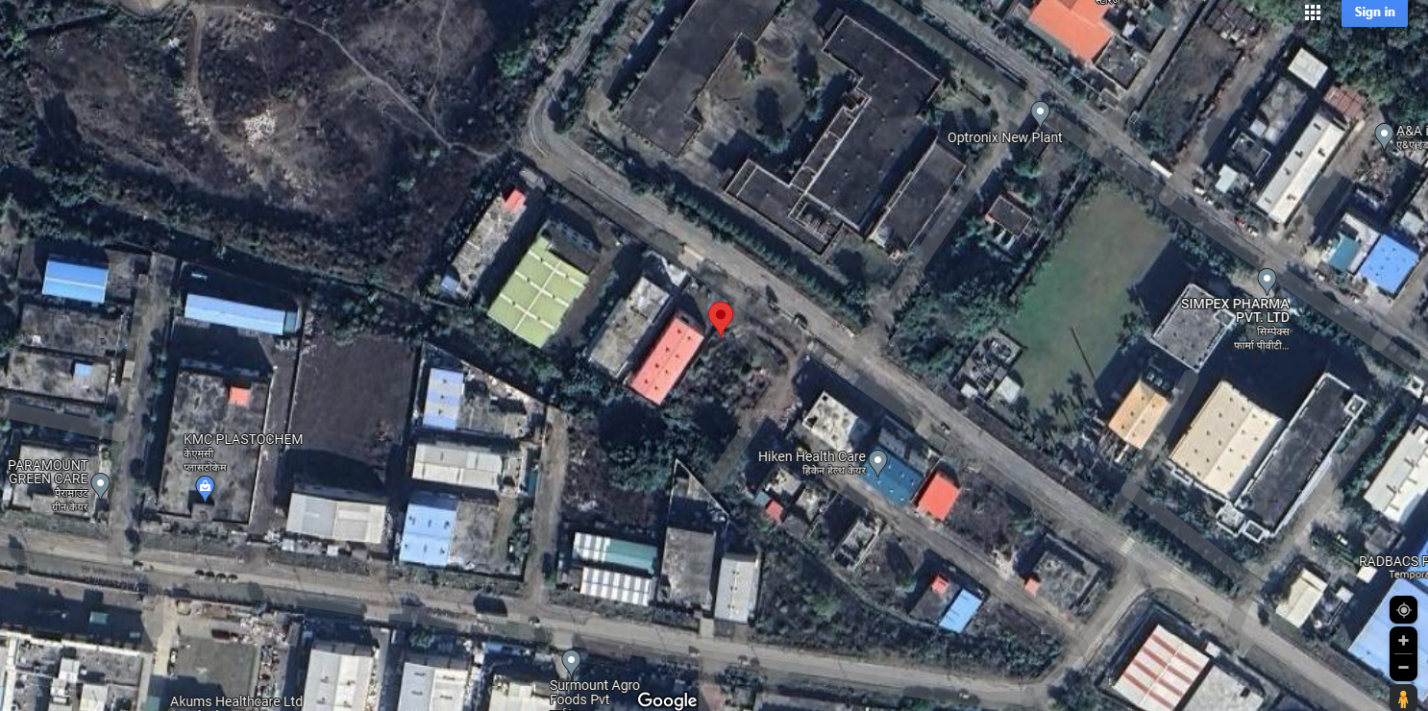 Sign in
Optronix New Plant
SIMPEX PHARMA
PVT. LTD
सिम्पेक्स
फार्मा पीवीटी...
KMC PLASTOCHEM
केएमसी
प्लास्टोकेम
PARAMOUNT
GREEN CARE
पैरामाउंट
ग्रीन केयर
Hiken Health Care
हिकेन हेल्थ केयर
RADBACS
Tempora
Surmount Agro
Foods Pvt
Akums Healthcare Ltd
Google